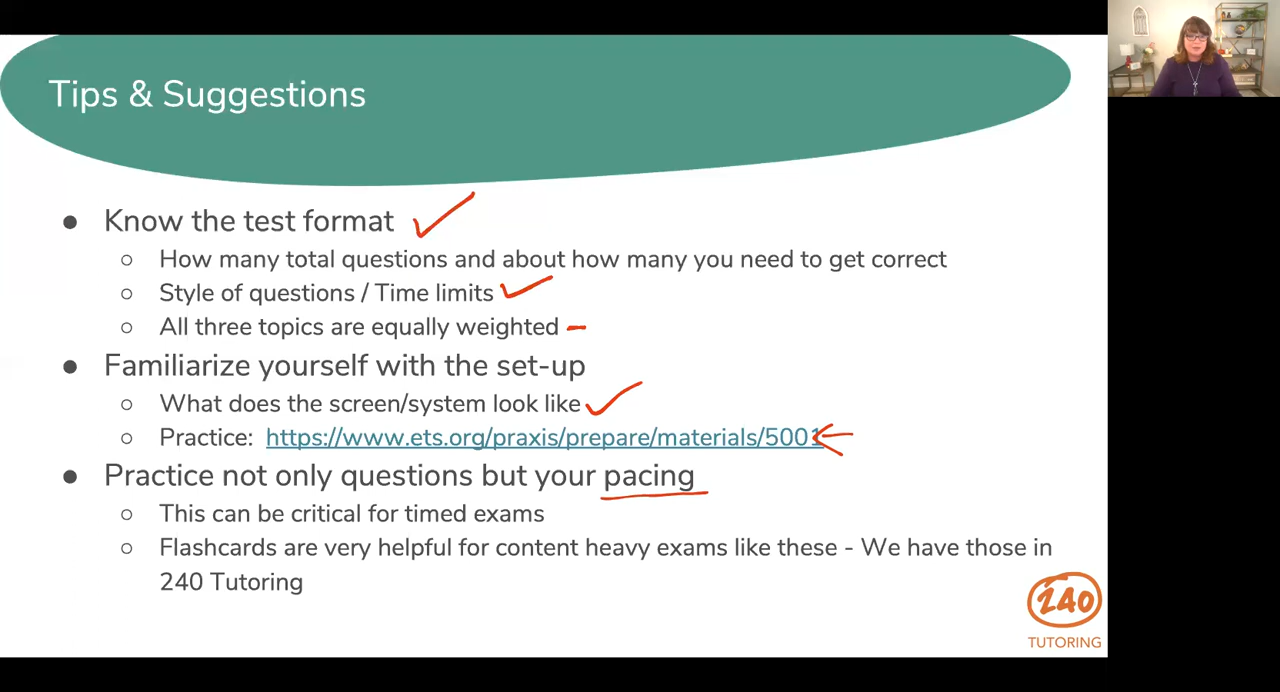 Tips & Suggestions
● Know the test format
○ How many total questions and about how many you need to get correct
○ Style of questions / Time limits
○ All three topics are equally weighted
● Familiarize yourself with the set-up
○ What does the screen/system look like
○ Practice: https://www.ets.org/praxis/prepare/materials/5001
● Practice not only questions but your pacing
○ This can be critical for timed exams
○ Flashcards are very helpful for content heavy exams like these - We have those in
240 Tutoring
240
TUTORING